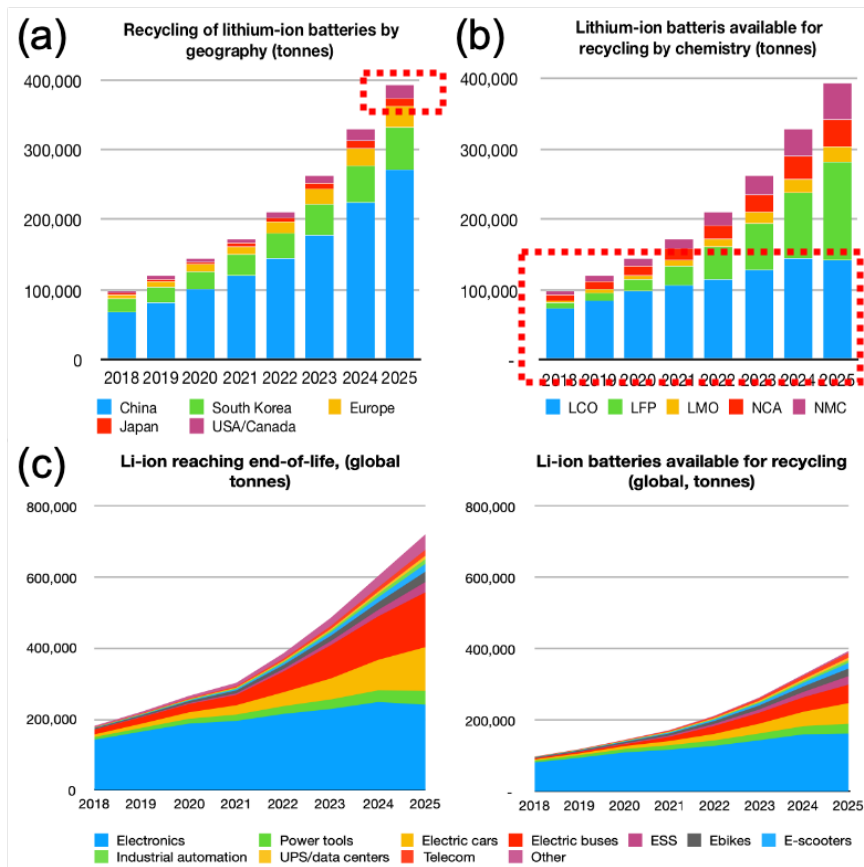 (a)
Recycling of lithium-ion batteries by
geography (tonnes)
400,000
300,000
200,000
100,000
0
2018 2019 2020 2021 2022 2023 2024 2025
China South Korea Europe
Japan USA/Canada
(b)
Lithium-ion batteris available for
recycling by chemistry (tonnes)
400,000
300,000
200,000
100,000
-
2018 2019 2020 2021 2022 2023 2024 2025
LCO LFP LMO NCA NMC
(c)
Li-ion reaching end-of-life, (global
tonnes)
800,000
600,000
400,000
200,000
0
2018 2019 2020 2021 2022 2023 2024 2025
Li-ion batteries available for recycling
(global, tonnes)
800,000
600,000
400,000
200,000
-
2018 2019 2020 2021 2022 2023 2024 2025
Electronics Power tools Electric cars Electric buses ESS Ebikes E-scooters
Industrial automation UPS/data centers Telecom Other